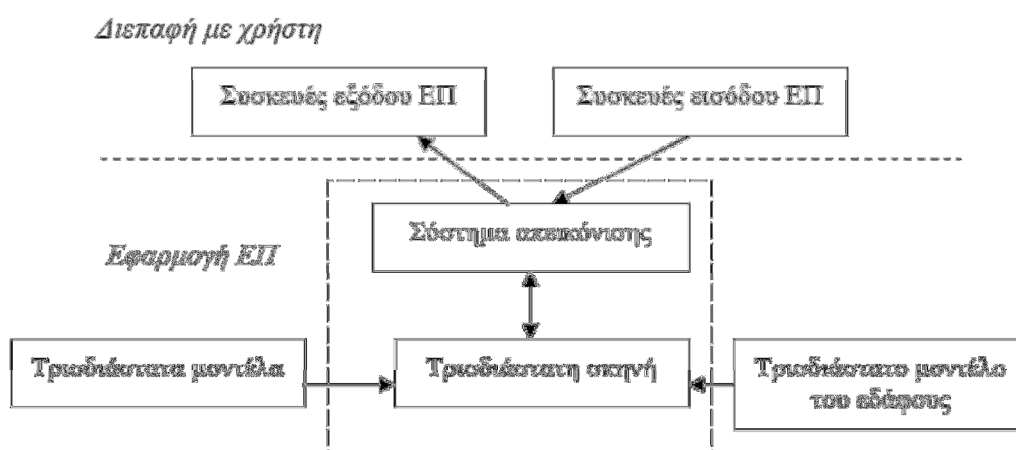 Διεπαφή με χρήστη
Συσκευές εξόδου ΕΠ
Συσκευές εισόδου ΕΠ
Σύστημα απεικόνισης
Εφαρμογή ΕΠ
Τρισδιάστατα μοντέλα
Τρισδιάστατη σκηνή
Τρισδιάστατο μοντέλο
του εδάφους